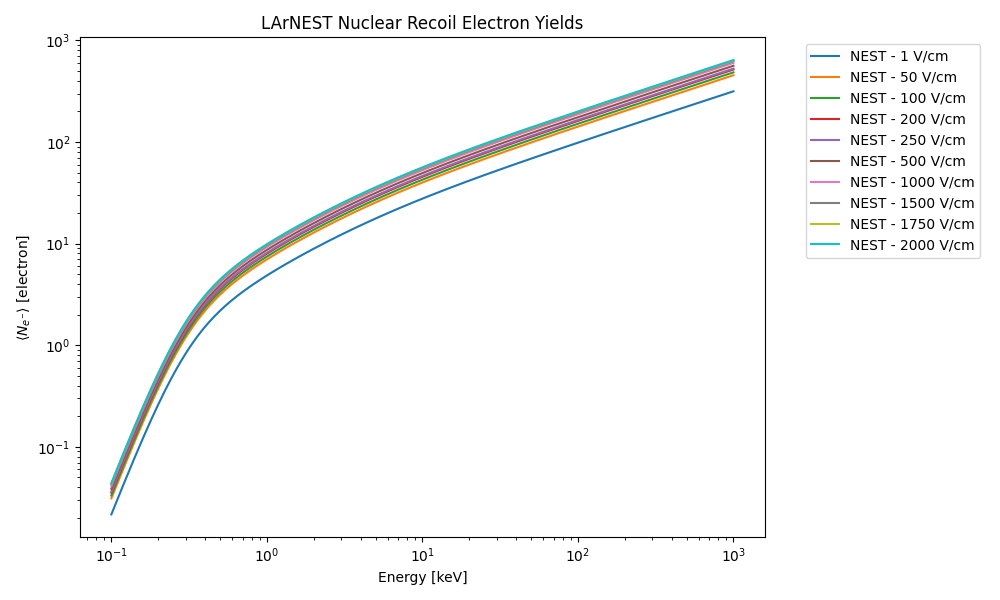 LArNEST Nuclear Recoil Electron Yields
10³
10²
10¹
10⁰
10⁻¹
⟨Nₑ-⟩ [electron]
10⁻¹ 10⁰ 10¹ 10² 10³
Energy [keV]
NEST - 1 V/cm
NEST - 50 V/cm
NEST - 100 V/cm
NEST - 200 V/cm
NEST - 250 V/cm
NEST - 500 V/cm
NEST - 1000 V/cm
NEST - 1500 V/cm
NEST - 1750 V/cm
NEST - 2000 V/cm